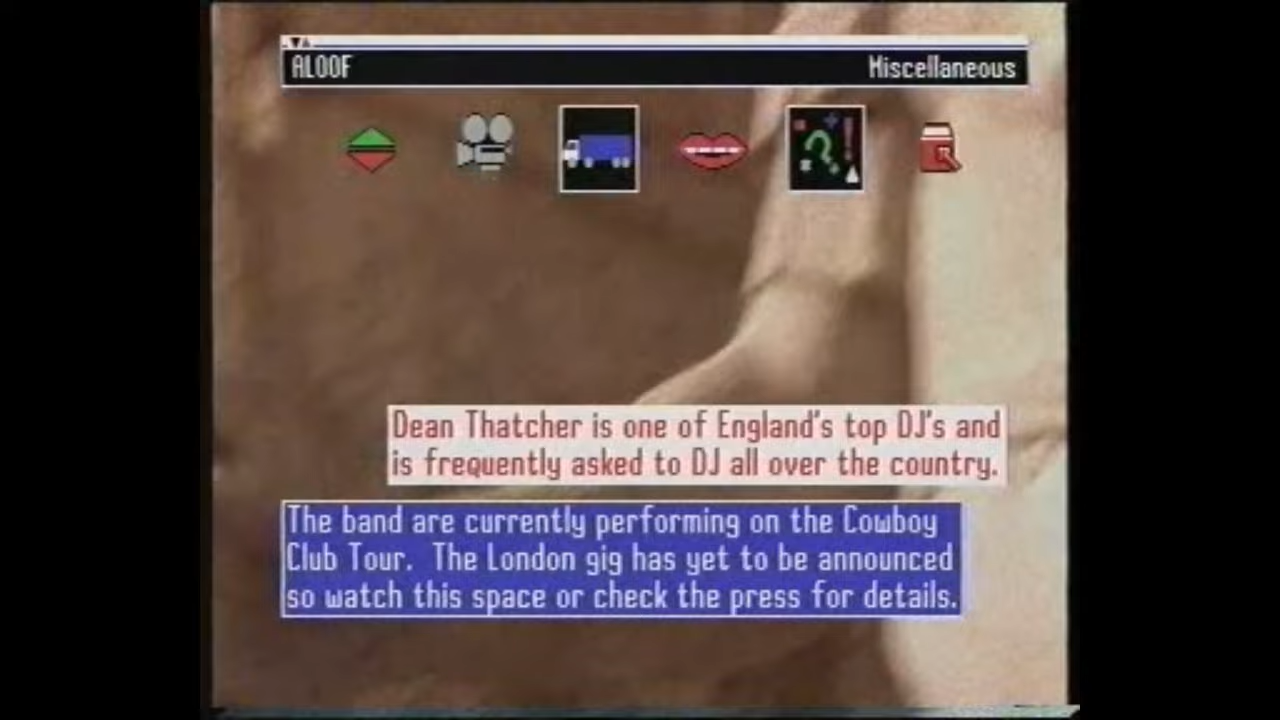 ALOOF Miscellaneous
Dean Thatcher is one of England's top DJ's and
is frequently asked to DJ all over the country.
The band are currently performing on the Cowboy
Club Tour. The London gig has yet to be announced
so watch this space or check the press for details.